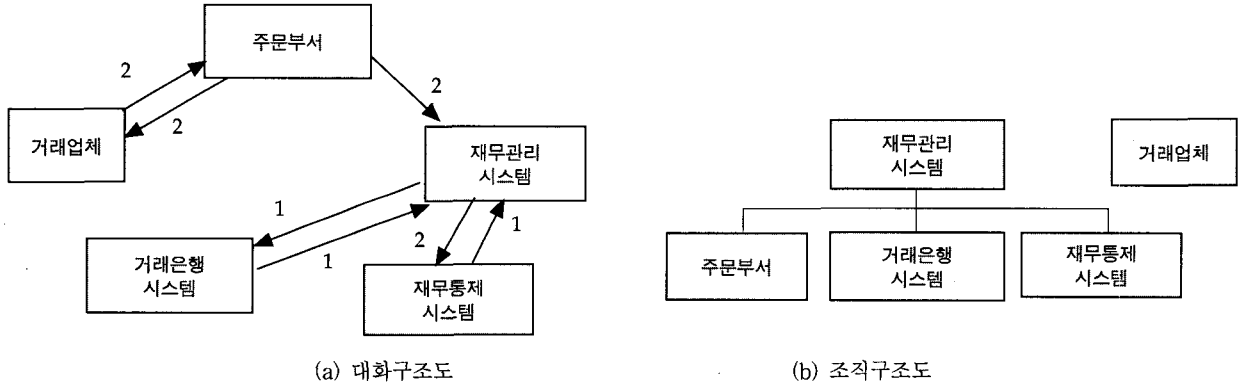 주문부서
2
2
2
거래업체
재무관리
시스템
1
1
2
1
거래은행
시스템
재무통제
시스템
(a) 대화구조도
재무관리
시스템
거래업체
주문부서
거래은행
시스템
재무통제
시스템
(b) 조직구조도